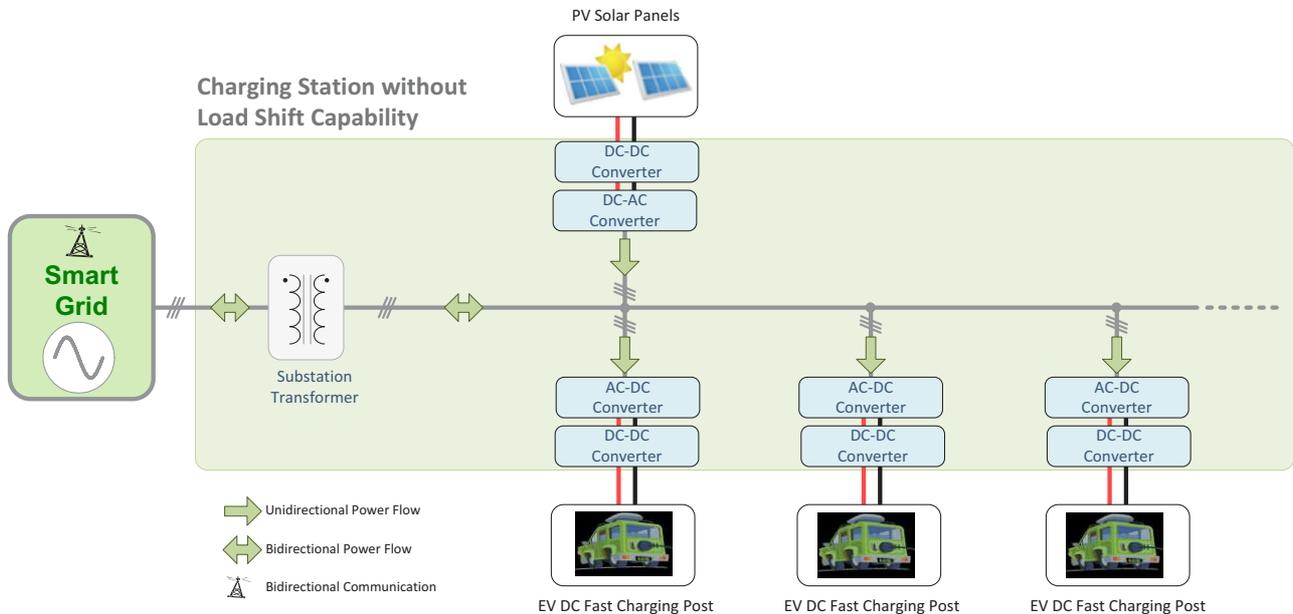 PV Solar Panels
Charging Station without
Load Shift Capability
DC-DC
Converter
DC-AC
Converter
Smart
Grid
Substation
Transformer
AC-DC
Converter
AC-DC
Converter
AC-DC
Converter
DC-DC
Converter
DC-DC
Converter
DC-DC
Converter
Unidirectional Power Flow
Bidirectional Power Flow
Bidirectional Communication
EV DC Fast Charging Post
EV DC Fast Charging Post
EV DC Fast Charging Post